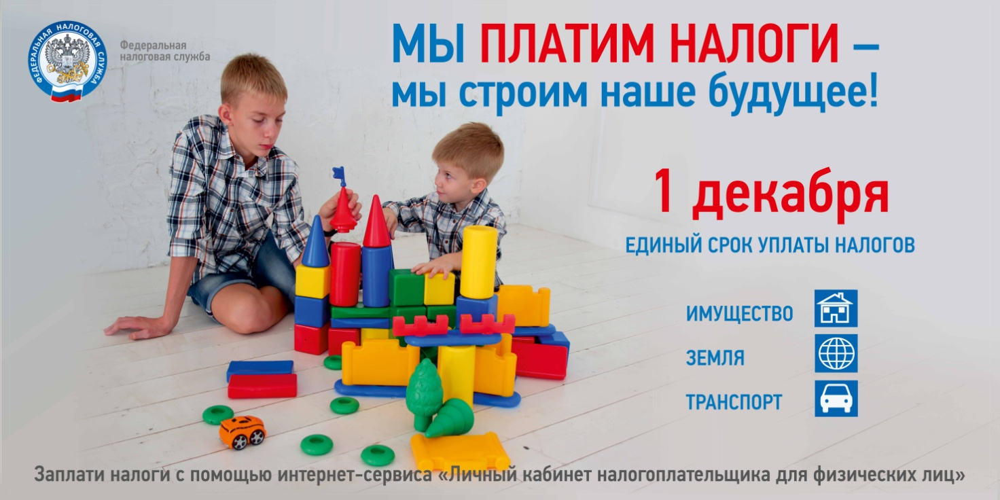 ФЕДЕРАЛЬНАЯ НАЛОГОВАЯ СЛУЖБА
Федеральная
налоговая служба
МЫ ПЛАТИМ НАЛОГИ –
мы строим наше будущее!
1 декабря
ЕДИНЫЙ СРОК УПЛАТЫ НАЛОГОВ
ИМУЩЕСТВО
ЗЕМЛЯ
ТРАНСПОРТ
Заплати налоги с помощью интернет-сервиса «Личный кабинет налогоплательщика для физических лиц»